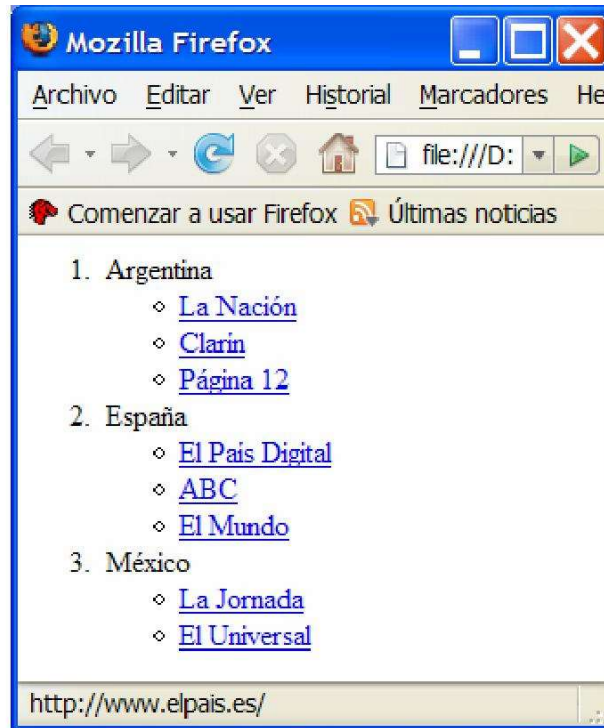 Mozilla Firefox
Archivo Editar Ver Historial Marcadores He
file:///D:
Comenzar a usar Firefox Últimas noticias
1. Argentina
La Nación
Clarin
Página 12
2. España
El País Digital
ABC
El Mundo
3. México
La Jornada
El Universal
http://www.elpais.es/